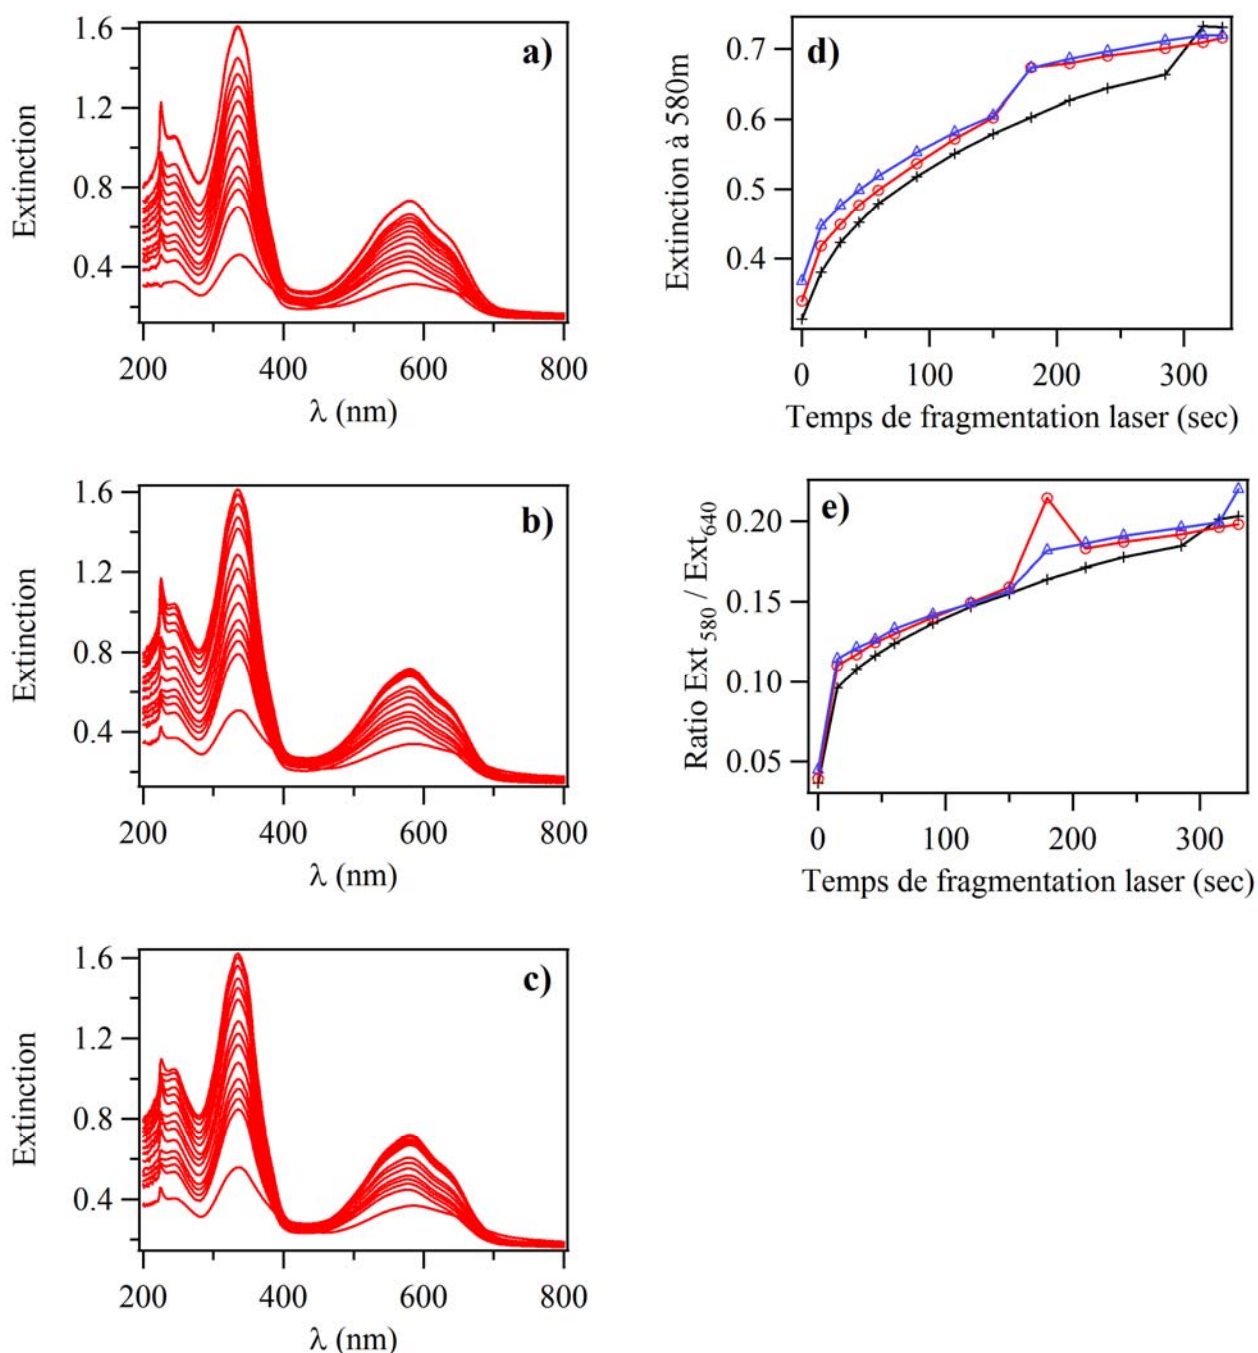 a)
Extinction
1.6
1.2
0.8
0.4
200
400
600
800
λ (nm)
b)
Extinction
1.6
1.2
0.8
0.4
200
400
600
800
λ (nm)
c)
Extinction
1.6
1.2
0.8
0.4
200
400
600
800
λ (nm)
d)
Extinction à 580m
0.7
0.6
0.5
0.4
0
100
200
300
Temps de fragmentation laser (sec)
e)
Ratio Ext 580 / Ext640
0.20
0.15
0.10
0.05
0
100
200
300
Temps de fragmentation laser (sec)